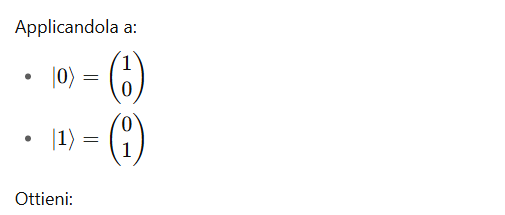 Applicandola a:
• |0⟩ = (1 0)
• |1⟩ = (0 1)
Ottieni: